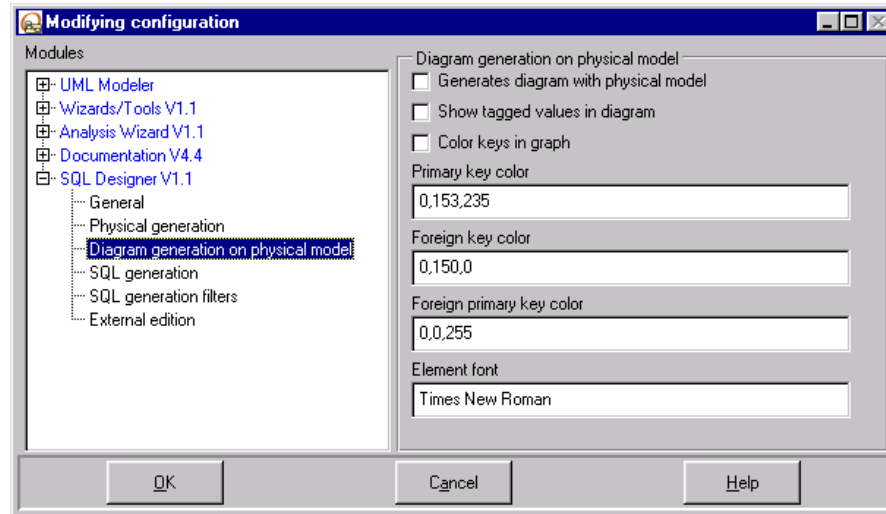 Modifying configuration
Modules
UML Modeler
Wizards/Tools V1.1
Analysis Wizard V1.1
Documentation V4.4
SQL Designer V1.1
General
Physical generation
Diagram generation on physical model
SQL generation
SQL generation filters
External edition
Diagram generation on physical model
Generates diagram with physical model
Show tagged values in diagram
Color keys in graph
Primary key color
0,153,235
Foreign key color
0,150,0
Foreign primary key color
0,0,255
Element font
Times New Roman
OK
Cancel
Help